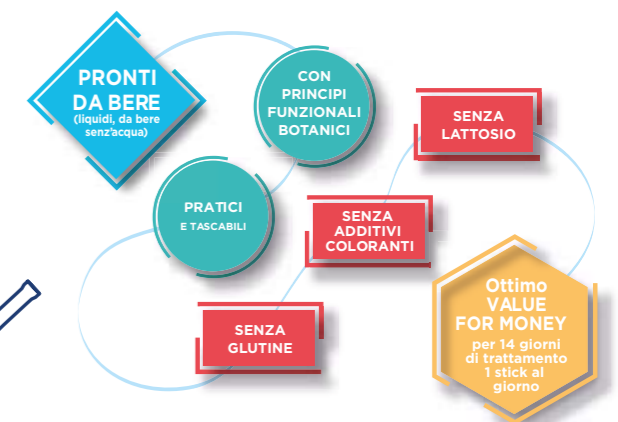 PRONTI
DA BERE
(liquidi, da bere
senz'acqua)
CON
PRINCIPI
FUNZIONALI
BOTANICI
SENZA
LATTOSIO
PRATICI
E TASCABILI
SENZA
ADDITIVI
COLORANTI
SENZA
GLUTINE
Ottimo
VALUE
FOR MONEY
per 14 giorni
di trattamento
1 stick al
giorno